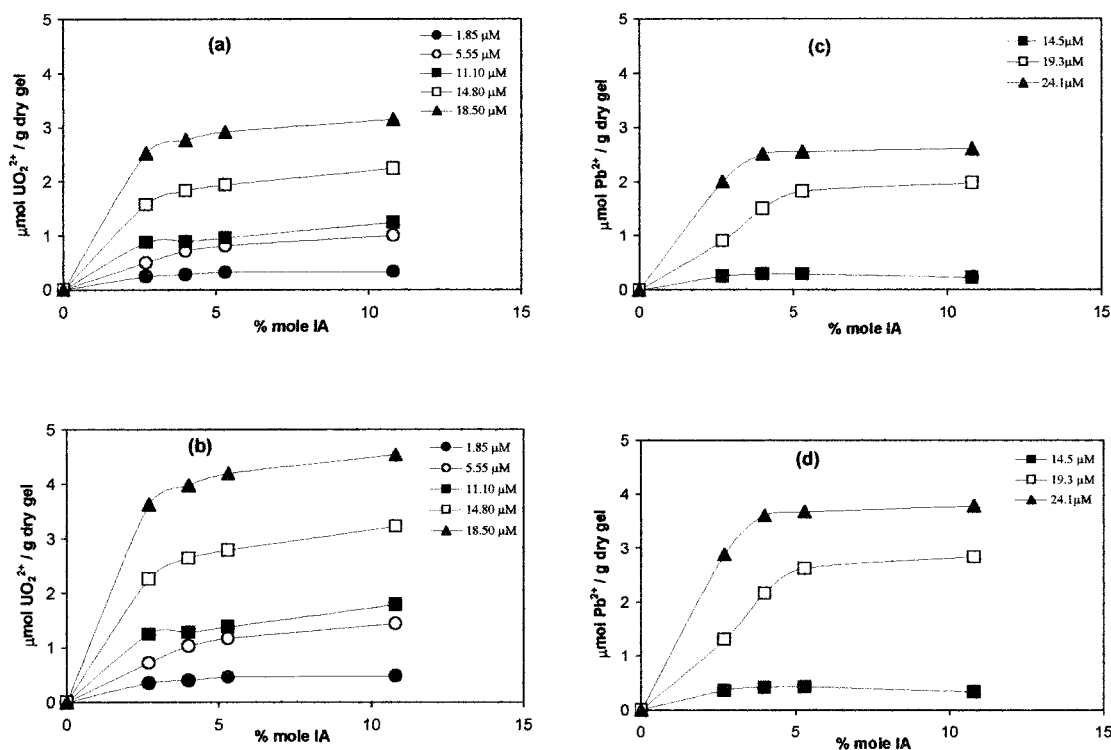 (a)
5
4
3
2
1
0
0 5 10 15
μmol UO₂²⁺ / g dry gel
% mole IA
1.85 μM
5.55 μM
11.10 μM
14.80 μM
18.50 μM
(c)
5
4
3
2
1
0
0 5 10 15
μmol Pb²⁺ / g dry gel
% mole IA
14.5μM
19.3μM
24.1μM
(b)
5
4
3
2
1
0
0 5 10 15
μmol UO₂²⁺ / g dry gel
% mole IA
1.85 μM
5.55 μM
11.10 μM
14.80 μM
18.50 μM
(d)
5
4
3
2
1
0
0 5 10 15
μmol Pb²⁺ / g dry gel
% mole IA
14.5 μM
19.3 μM
24.1μM